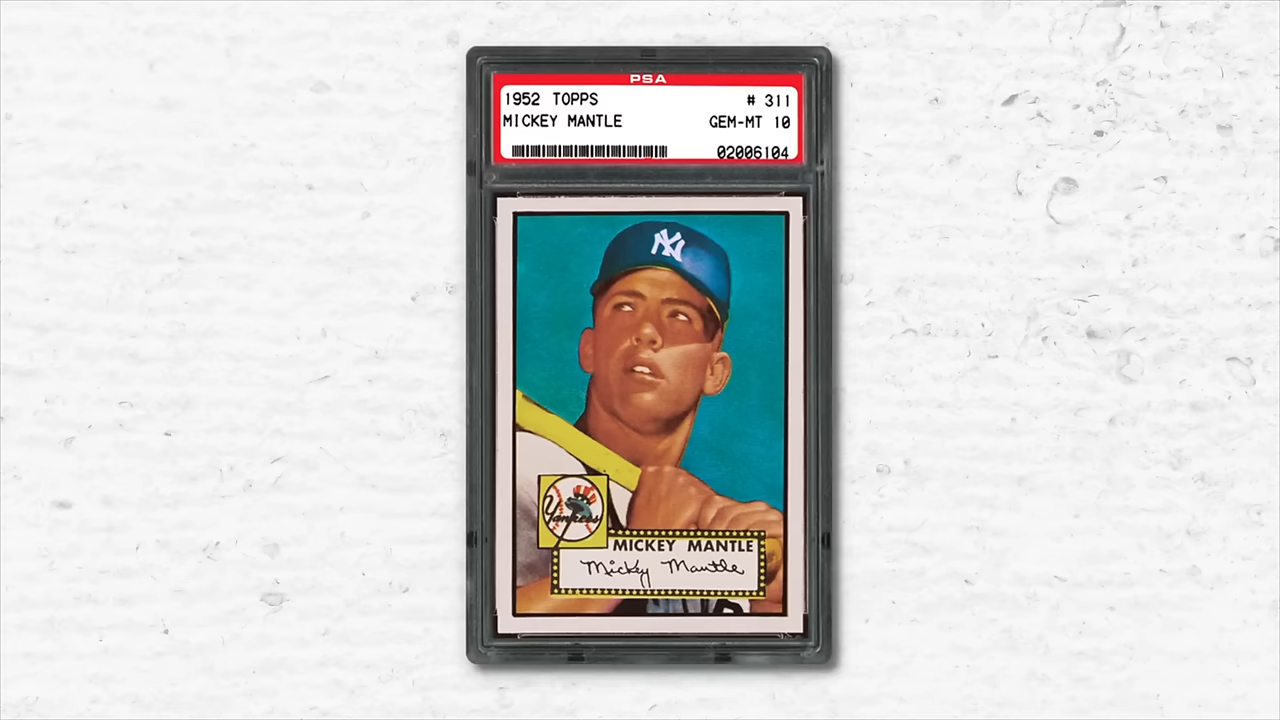 PSA
1952 TOPPS # 311
MICKEY MANTLE GEM-MT 10
02006104
NY
Yankees
MICKEY MANTLE
Mickey Mantle